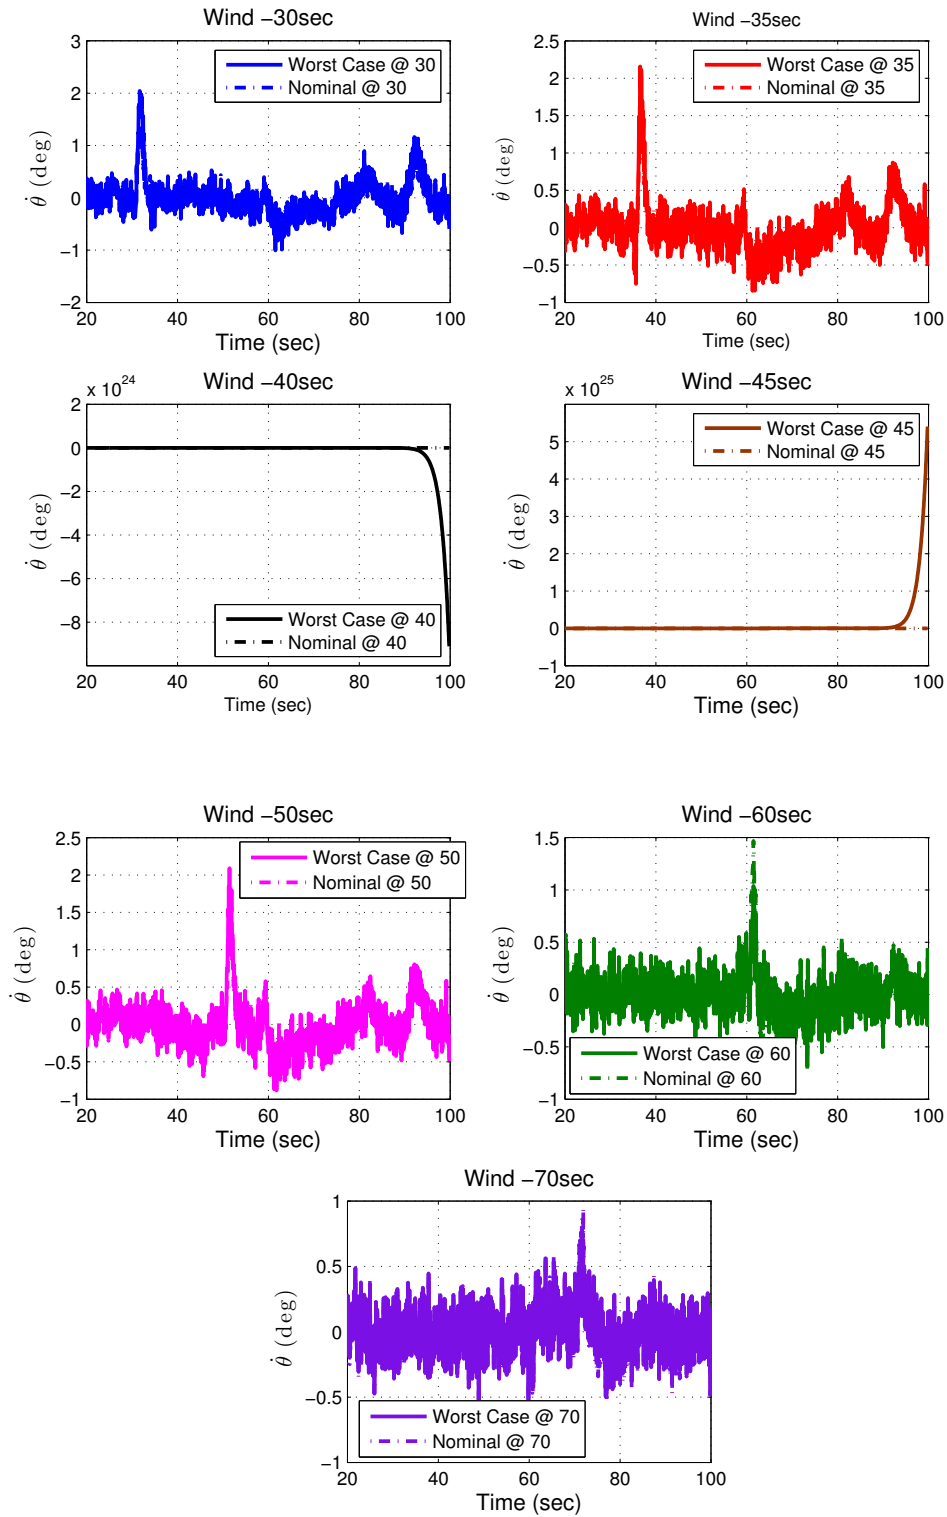 Wind −30sec
3
2
1
0
−1
−2
θ̇ (deg)
Worst Case @ 30
Nominal @ 30
20 40 60 80 100
Time (sec)
Wind −35sec
2.5
2
1.5
1
0.5
0
−0.5
−1
θ̇ (deg)
Worst Case @ 35
Nominal @ 35
20 40 60 80 100
Time (sec)
Wind −40sec
x 10^24
2
0
−2
−4
−6
−8
θ̇ (deg)
Worst Case @ 40
Nominal @ 40
20 40 60 80 100
Time (sec)
Wind −45sec
x 10^25
5
4
3
2
1
0
−1
θ̇ (deg)
Worst Case @ 45
Nominal @ 45
20 40 60 80 100
Time (sec)
Wind −50sec
2.5
2
1.5
1
0.5
0
−0.5
−1
θ̇ (deg)
Worst Case @ 50
Nominal @ 50
20 40 60 80 100
Time (sec)
Wind −60sec
1.5
1
0.5
0
−0.5
−1
θ̇ (deg)
Worst Case @ 60
Nominal @ 60
20 40 60 80 100
Time (sec)
Wind −70sec
1
0.5
0
−0.5
−1
θ̇ (deg)
Worst Case @ 70
Nominal @ 70
20 40 60 80 100
Time (sec)